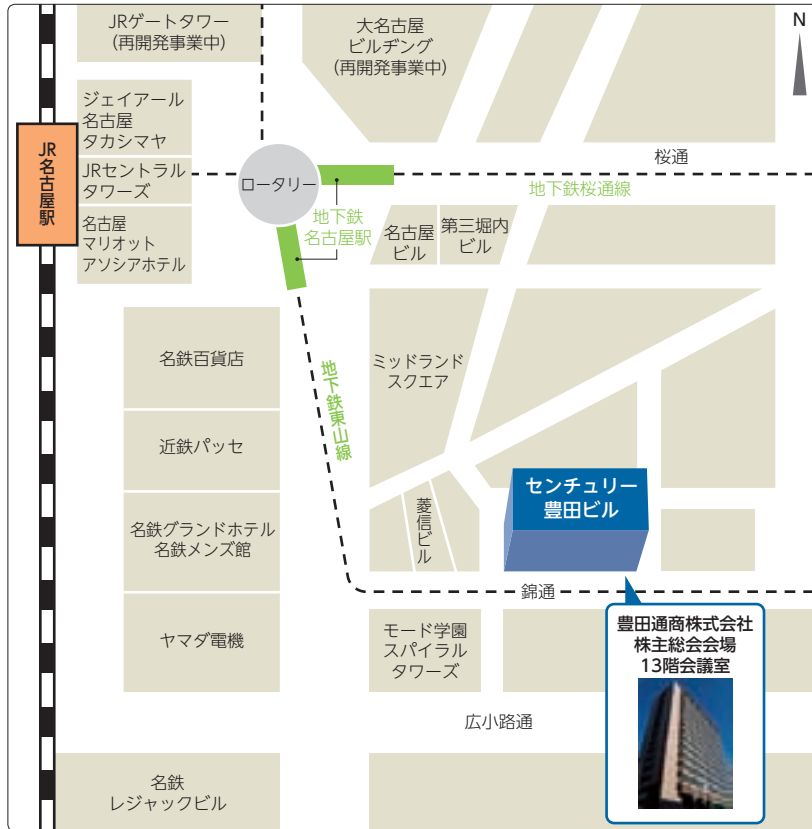 JRゲートタワー
(再開発事業中)
大名古屋
ビルヂング
(再開発事業中)
N
ジェイアール
名古屋
タカシマヤ
JR名古屋駅
JRセントラル
タワーズ
ロータリー
桜通
地下鉄桜通線
名古屋
マリオット
アソシアホテル
地下鉄
名古屋駅
名古屋
ビル
第三堀内
ビル
名鉄百貨店
地下鉄東山線
ミッドランド
スクエア
近鉄パッセ
センチュリー
豊田ビル
菱信ビル
名鉄グランドホテル
名鉄メンズ館
錦通
ヤマダ電機
モード学園
スパイラル
タワーズ
豊田通商株式会社
株主総会会場
13階会議室
広小路通
名鉄
レジャックビル